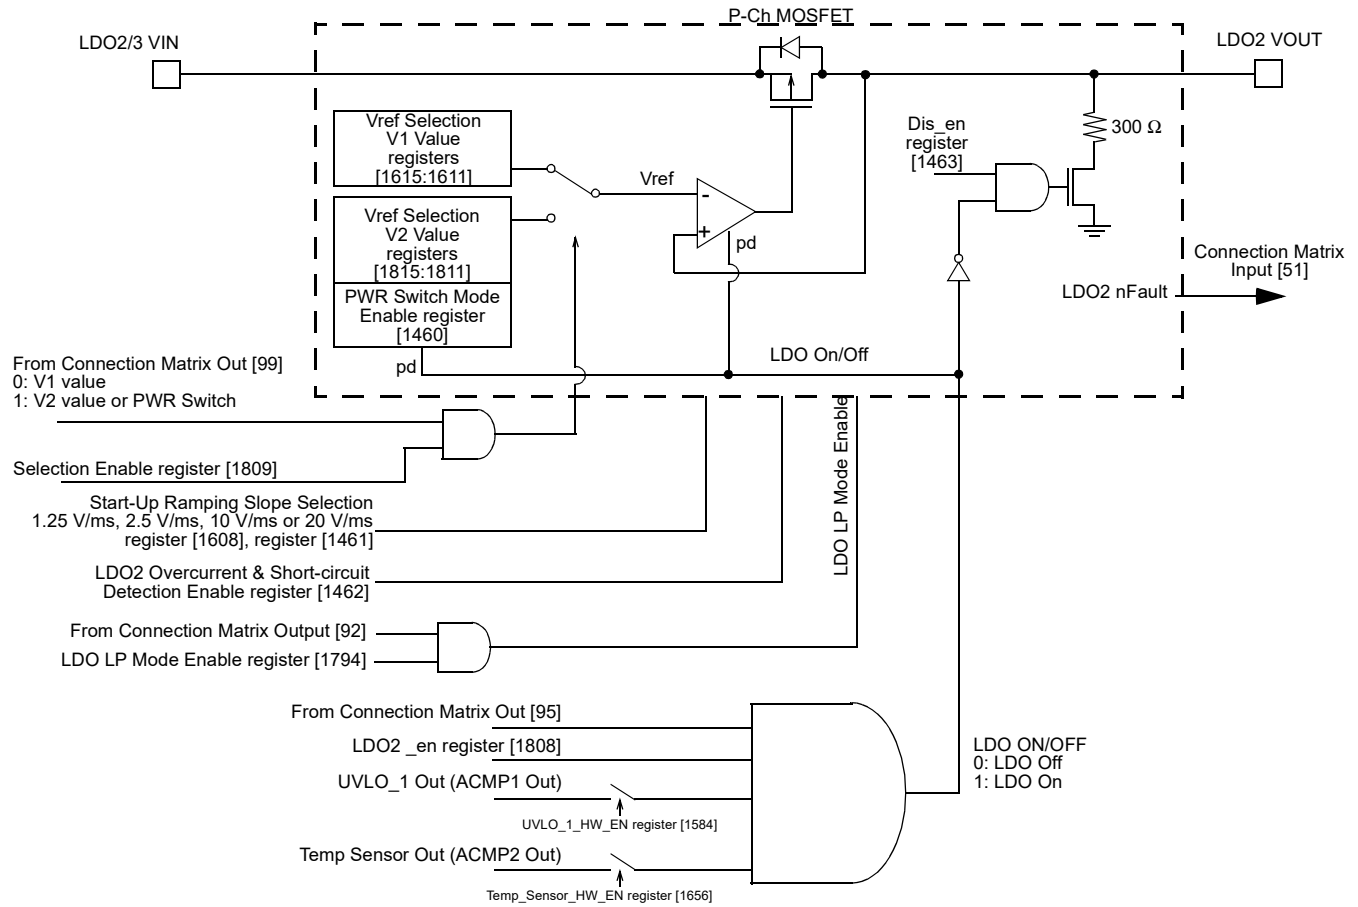 P-Ch MOSFET
LDO2/3 VIN
LDO2 VOUT
Vref Selection
V1 Value
registers
[1615:1611]
Vref Selection
V2 Value
registers
[1815:1811]
PWR Switch Mode
Enable register
[1460]
Vref
-
+
pd
Dis_en
register
[1463]
300 Ω
Connection Matrix
Input [51]
LDO2 nFault
LDO On/Off
pd
From Connection Matrix Out [99]
0: V1 value
1: V2 value or PWR Switch
Selection Enable register [1809]
Start-Up Ramping Slope Selection
1.25 V/ms, 2.5 V/ms, 10 V/ms or 20 V/ms
register [1608], register [1461]
LDO2 Overcurrent & Short-circuit
Detection Enable register [1462]
LDO LP Mode Enable
From Connection Matrix Output [92]
LDO LP Mode Enable register [1794]
From Connection Matrix Out [95]
LDO2 _en register [1808]
UVLO_1 Out (ACMP1 Out)
UVLO_1_HW_EN register [1584]
Temp Sensor Out (ACMP2 Out)
Temp_Sensor_HW_EN register [1656]
LDO ON/OFF
0: LDO Off
1: LDO On